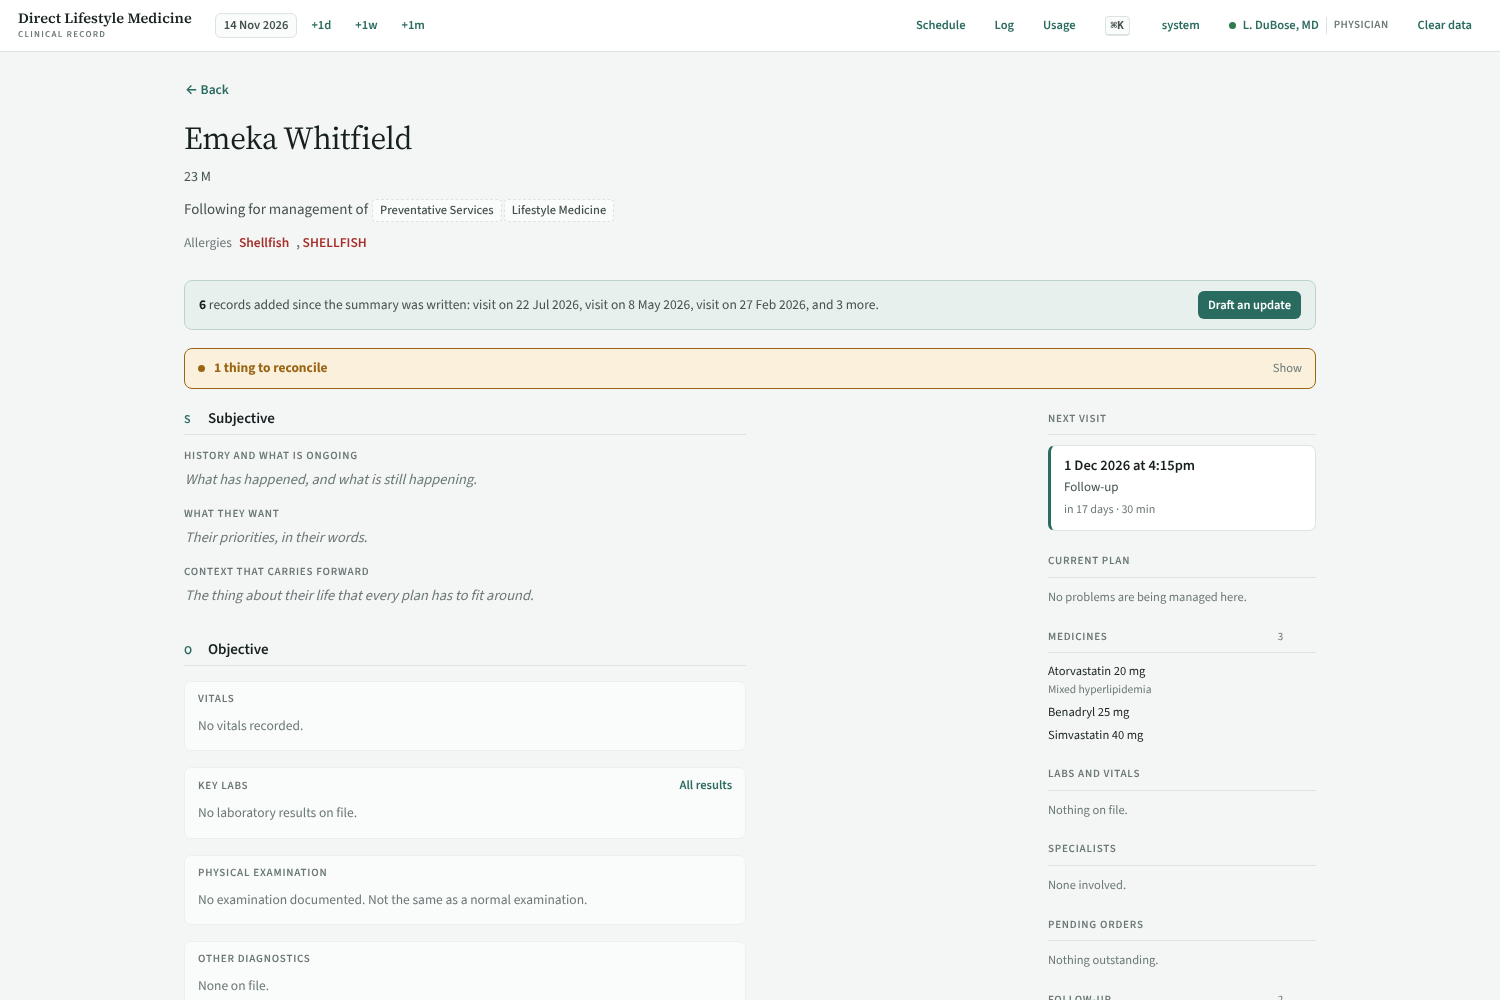 Direct Lifestyle Medicine
CLINICAL RECORD
14 Nov 2026 +1d +1w +1m
Schedule Log Usage ⌘K system L. DuBose, MD PHYSICIAN Clear data
← Back
Emeka Whitfield
23 M
Following for management of Preventative Services Lifestyle Medicine
Allergies Shellfish , SHELLFISH
6 records added since the summary was written: visit on 22 Jul 2026, visit on 8 May 2026, visit on 27 Feb 2026, and 3 more. Draft an update
1 thing to reconcile Show
S Subjective
HISTORY AND WHAT IS ONGOING
What has happened, and what is still happening.
WHAT THEY WANT
Their priorities, in their words.
CONTEXT THAT CARRIES FORWARD
The thing about their life that every plan has to fit around.
O Objective
VITALS
No vitals recorded.
KEY LABS All results
No laboratory results on file.
PHYSICAL EXAMINATION
No examination documented. Not the same as a normal examination.
OTHER DIAGNOSTICS
None on file.
NEXT VISIT
1 Dec 2026 at 4:15pm
Follow-up
in 17 days · 30 min
CURRENT PLAN
No problems are being managed here.
MEDICINES 3
Atorvastatin 20 mg
Mixed hyperlipidemia
Benadryl 25 mg
Simvastatin 40 mg
LABS AND VITALS
Nothing on file.
SPECIALISTS
None involved.
PENDING ORDERS
Nothing outstanding.
FOLLOW-UP 2